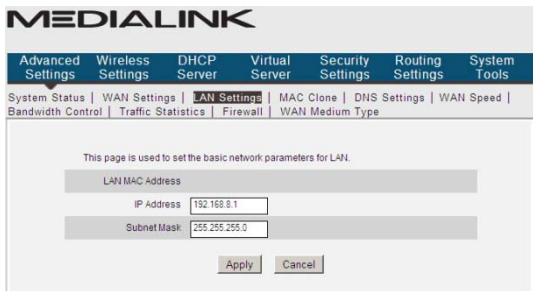 MEDIALINK
Advanced Settings Wireless Settings DHCP Server Virtual Server Security Settings Routing Settings System Tools
System Status | WAN Settings | LAN Settings | MAC Clone | DNS Settings | WAN Speed |
Bandwidth Control | Traffic Statistics | Firewall | WAN Medium Type
This page is used to set the basic network parameters for LAN.
LAN MAC Address
IP Address 192.168.8.1
Subnet Mask 255.255.255.0
Apply Cancel